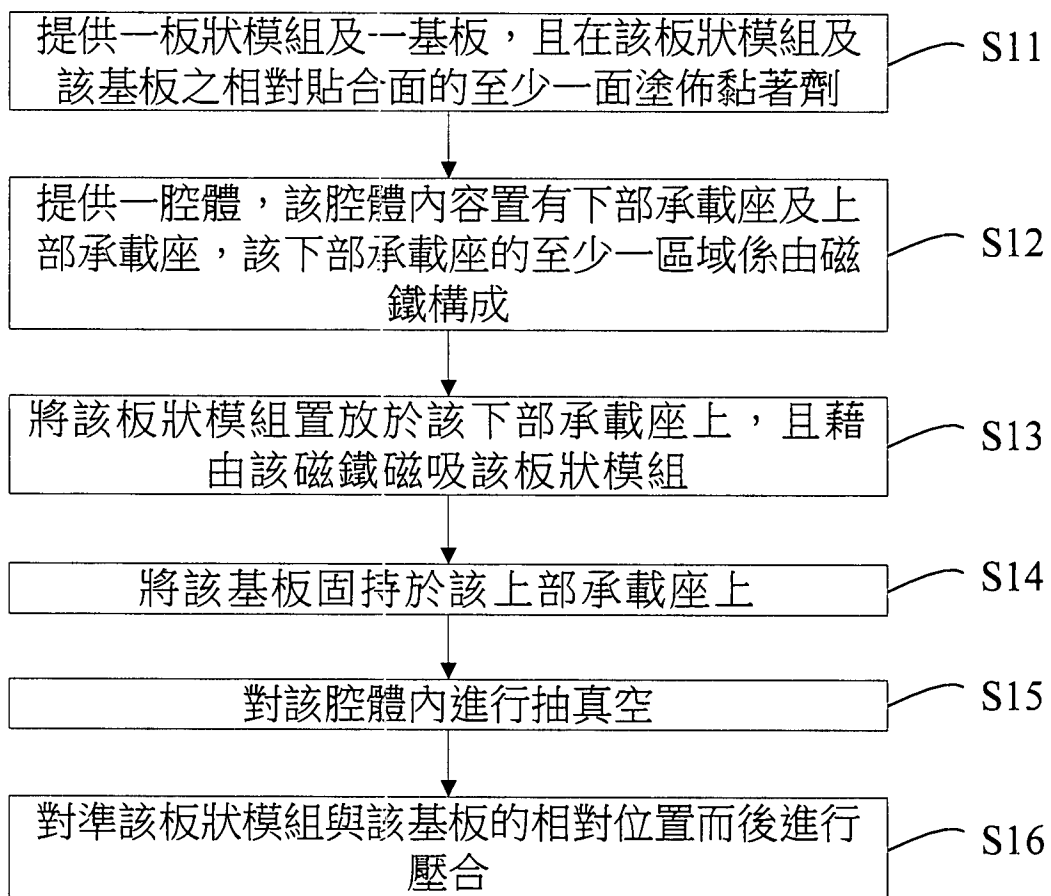 提供一板狀模組及一基板，且在該板狀模組及
該基板之相對貼合面的至少一面塗佈黏著劑
S11
提供一腔體，該腔體內容置有下部承載座及上
部承載座，該下部承載座的至少一區域係由磁
鐵構成
S12
將該板狀模組置放於該下部承載座上，且藉
由該磁鐵磁吸該板狀模組
S13
將該基板固持於該上部承載座上
S14
對該腔體內進行抽真空
S15
對準該板狀模組與該基板的相對位置而後進行
壓合
S16